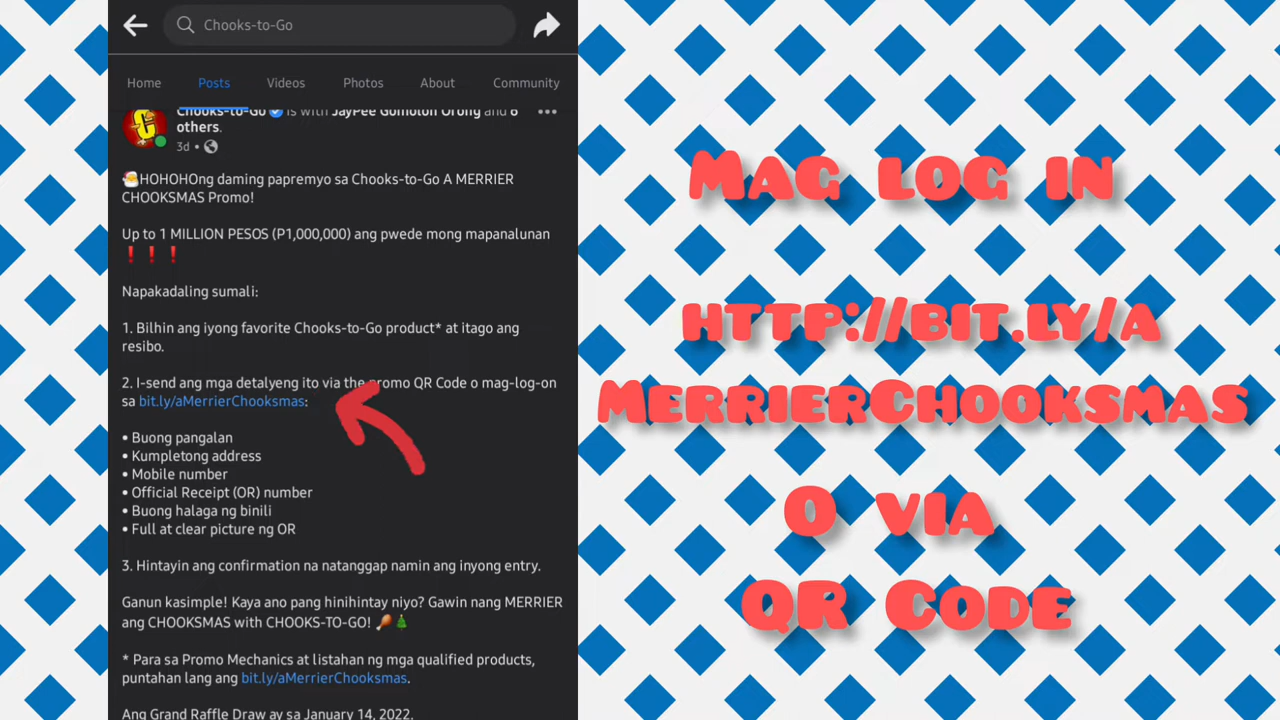 Chooks-to-Go
Home Posts Videos Photos About Community
Chooks-to-Go is with JayPee Gomolon Orong and 6
others.
3d
HOHOHOng daming papremyo sa Chooks-to-Go A MERRIER
CHOOKSMAS Promo!
Up to 1 MILLION PESOS (P1,000,000) ang pwede mong mapanalunan
❗❗❗
Napakadaling sumali:
1. Bilhin ang iyong favorite Chooks-to-Go product* at itago ang
resibo.
2. I-send ang mga detalyeng ito via the promo QR Code o mag-log-on
sa bit.ly/aMerrierChooksmas:
• Buong pangalan
• Kumpletong address
• Mobile number
• Official Receipt (OR) number
• Buong halaga ng binili
• Full at clear picture ng OR
3. Hintayin ang confirmation na natanggap namin ang inyong entry.
Ganun kasimple! Kaya ano pang hinihintay niyo? Gawin nang MERRIER
ang CHOOKSMAS with CHOOKS-TO-GO!
* Para sa Promo Mechanics at listahan ng mga qualified products,
puntahan lang ang bit.ly/aMerrierChooksmas.
Ang Grand Raffle Draw ay sa January 14, 2022.
Mag log in
http://bit.ly/a
MerrierChooksmas
O via
QR Code